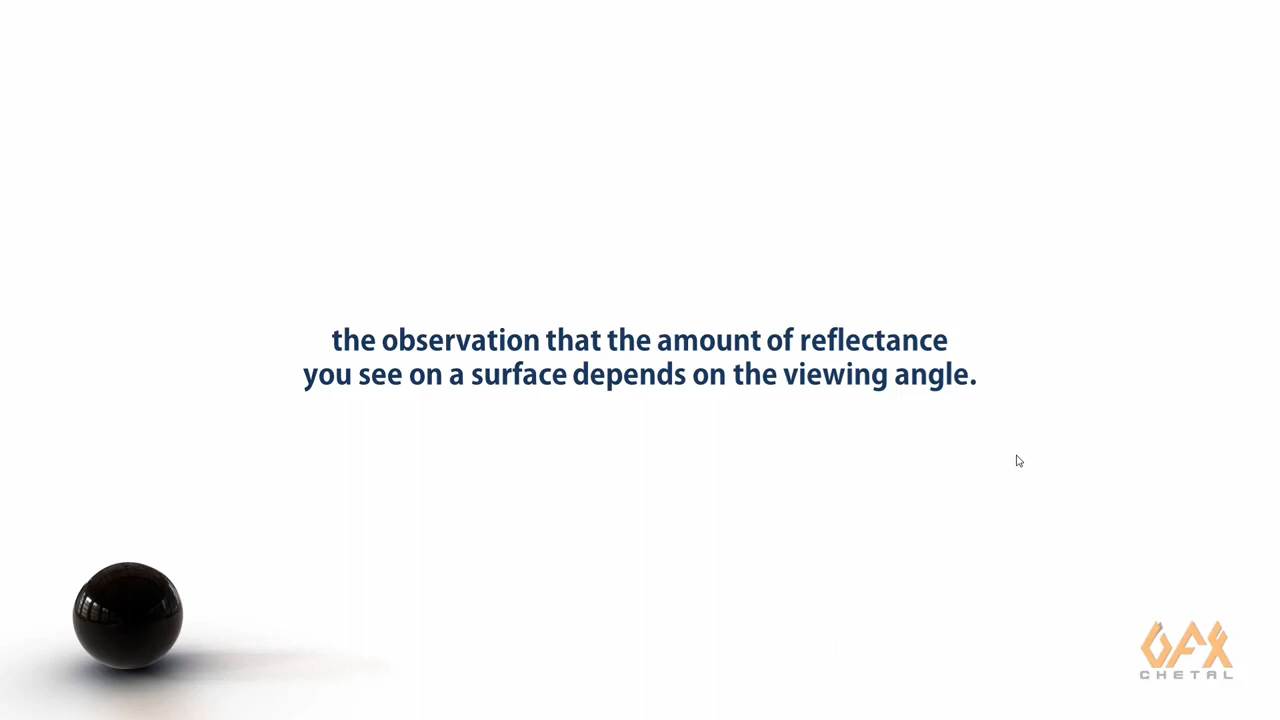 the observation that the amount of reflectance
you see on a surface depends on the viewing angle.
GFX
CHETAL